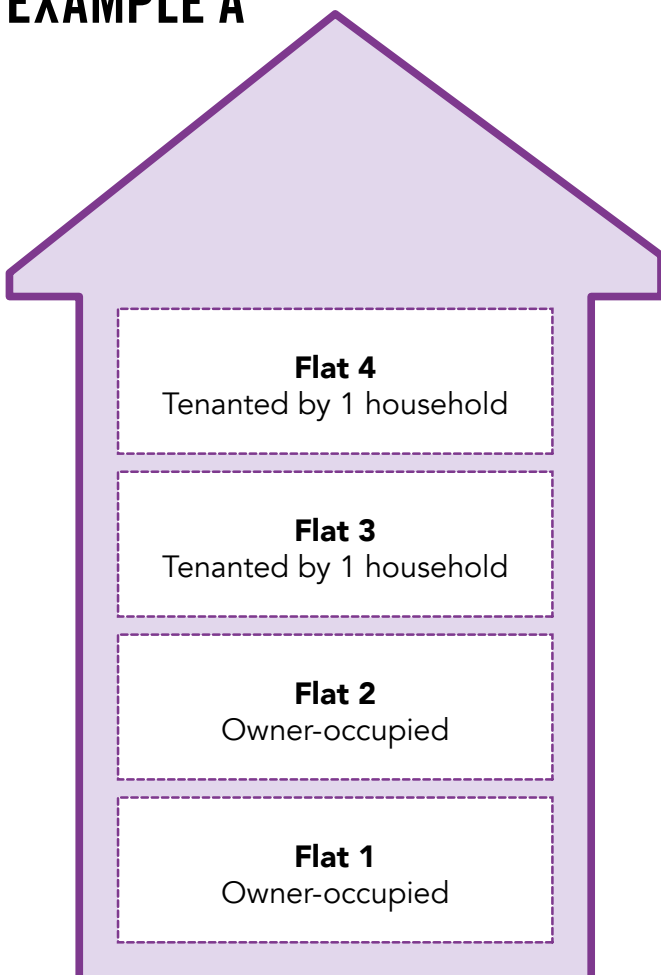 EXAMPLE A
Flat 4
Tenanted by 1 household
Flat 3
Tenanted by 1 household
Flat 2
Owner-occupied
Flat 1
Owner-occupied